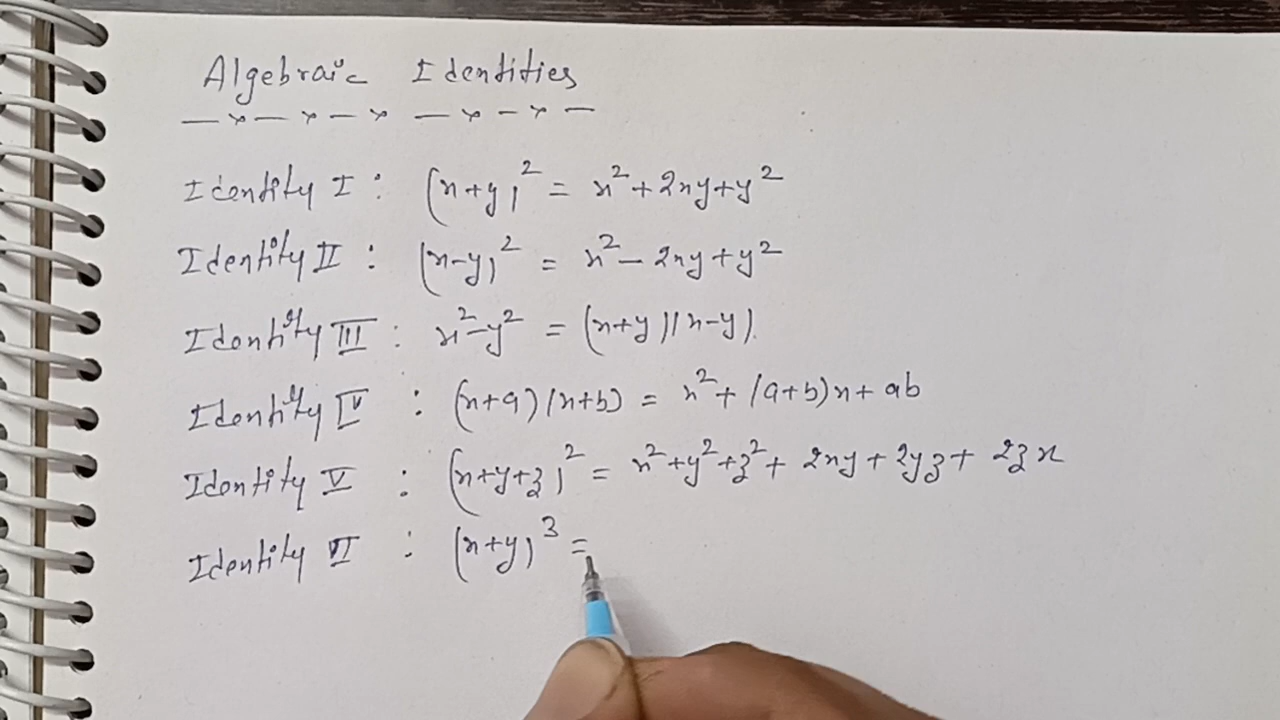 Algebraic Identities
Identity I : (x+y)² = x²+2xy+y²
Identity II : (x-y)² = x²-2xy+y²
Identity III : x²-y² = (x+y)(x-y).
Identity IV : (x+a)(x+b) = x²+(a+b)x+ab
Identity V : (x+y+z)² = x²+y²+z²+2xy+2yz+2zx
Identity VI : (x+y)³ =